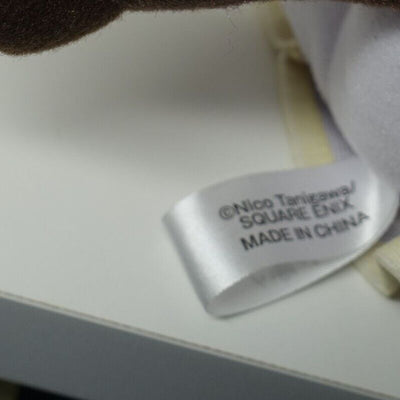 ©Nico Tanigawa/
SQUARE ENIX
MADE IN CHINA